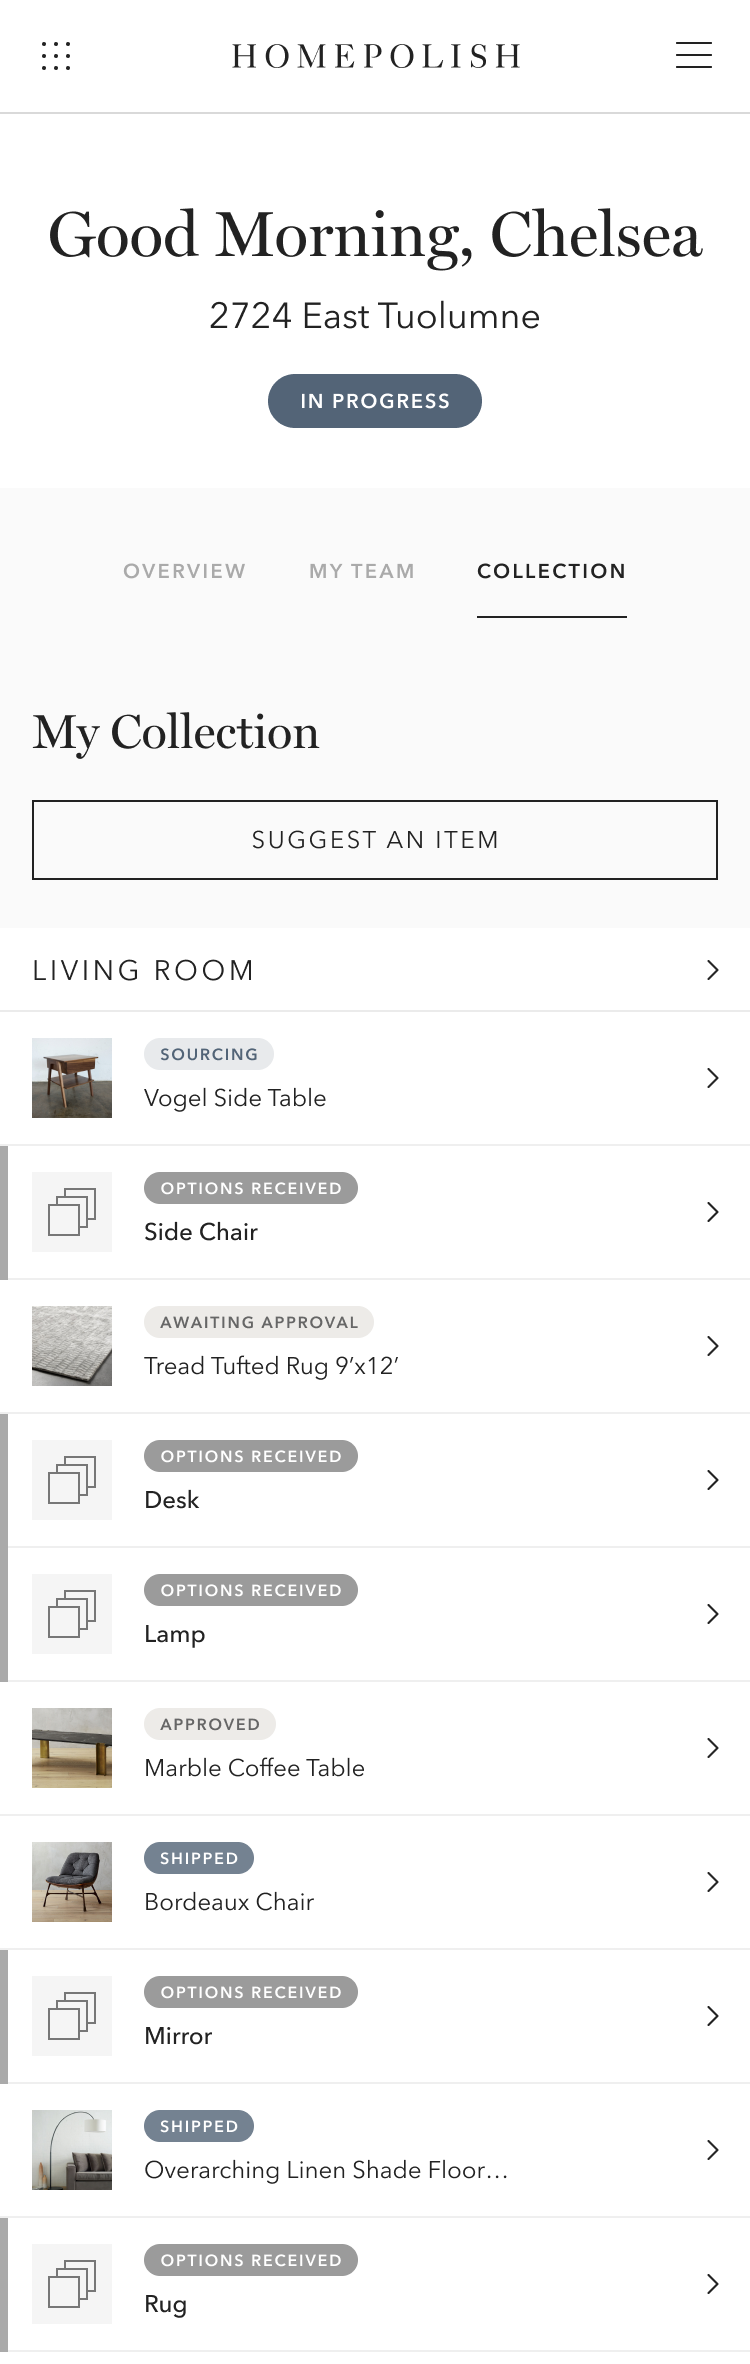 HOMEPOLISH
Good Morning, Chelsea
2724 East Tuolumne
IN PROGRESS
OVERVIEW MY TEAM COLLECTION
My Collection
SUGGEST AN ITEM
LIVING ROOM
SOURCING
Vogel Side Table
OPTIONS RECEIVED
Side Chair
AWAITING APPROVAL
Tread Tufted Rug 9’x12’
OPTIONS RECEIVED
Desk
OPTIONS RECEIVED
Lamp
APPROVED
Marble Coffee Table
SHIPPED
Bordeaux Chair
OPTIONS RECEIVED
Mirror
SHIPPED
Overarching Linen Shade Floor…
OPTIONS RECEIVED
Rug